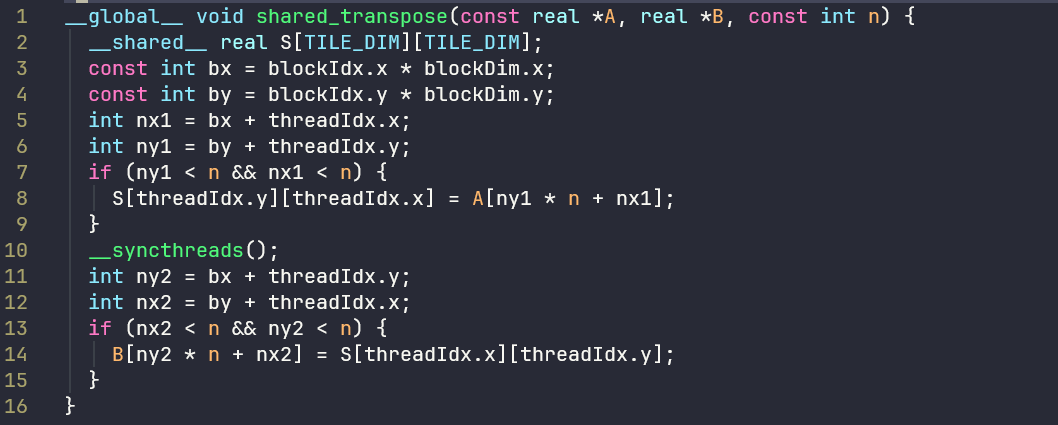 1 __global__ void shared_transpose(const real *A, real *B, const int n) {
2   __shared__ real S[TILE_DIM][TILE_DIM];
3   const int bx = blockIdx.x * blockDim.x;
4   const int by = blockIdx.y * blockDim.y;
5   int nx1 = bx + threadIdx.x;
6   int ny1 = by + threadIdx.y;
7   if (ny1 < n && nx1 < n) {
8     S[threadIdx.y][threadIdx.x] = A[ny1 * n + nx1];
9   }
10   __syncthreads();
11   int ny2 = bx + threadIdx.y;
12   int nx2 = by + threadIdx.x;
13   if (nx2 < n && ny2 < n) {
14     B[ny2 * n + nx2] = S[threadIdx.x][threadIdx.y];
15   }
16 }